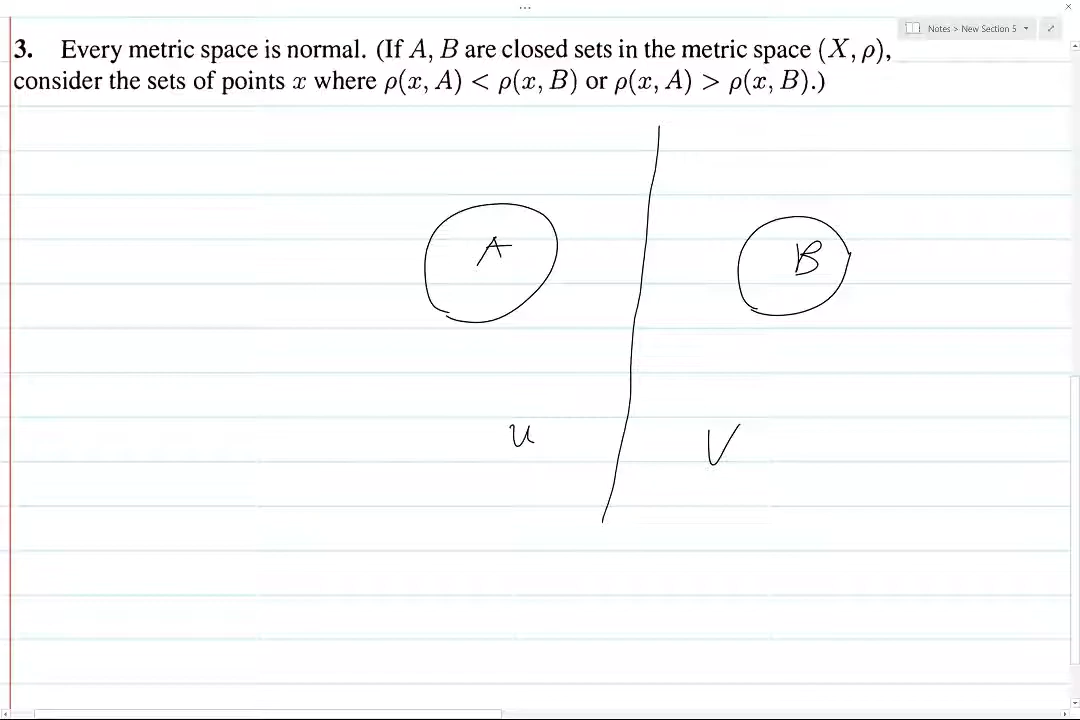 ...
Notes > New Section 5
3. Every metric space is normal. (If A, B are closed sets in the metric space (X, ρ),
consider the sets of points x where ρ(x, A) < ρ(x, B) or ρ(x, A) > ρ(x, B).)
A
B
u
V